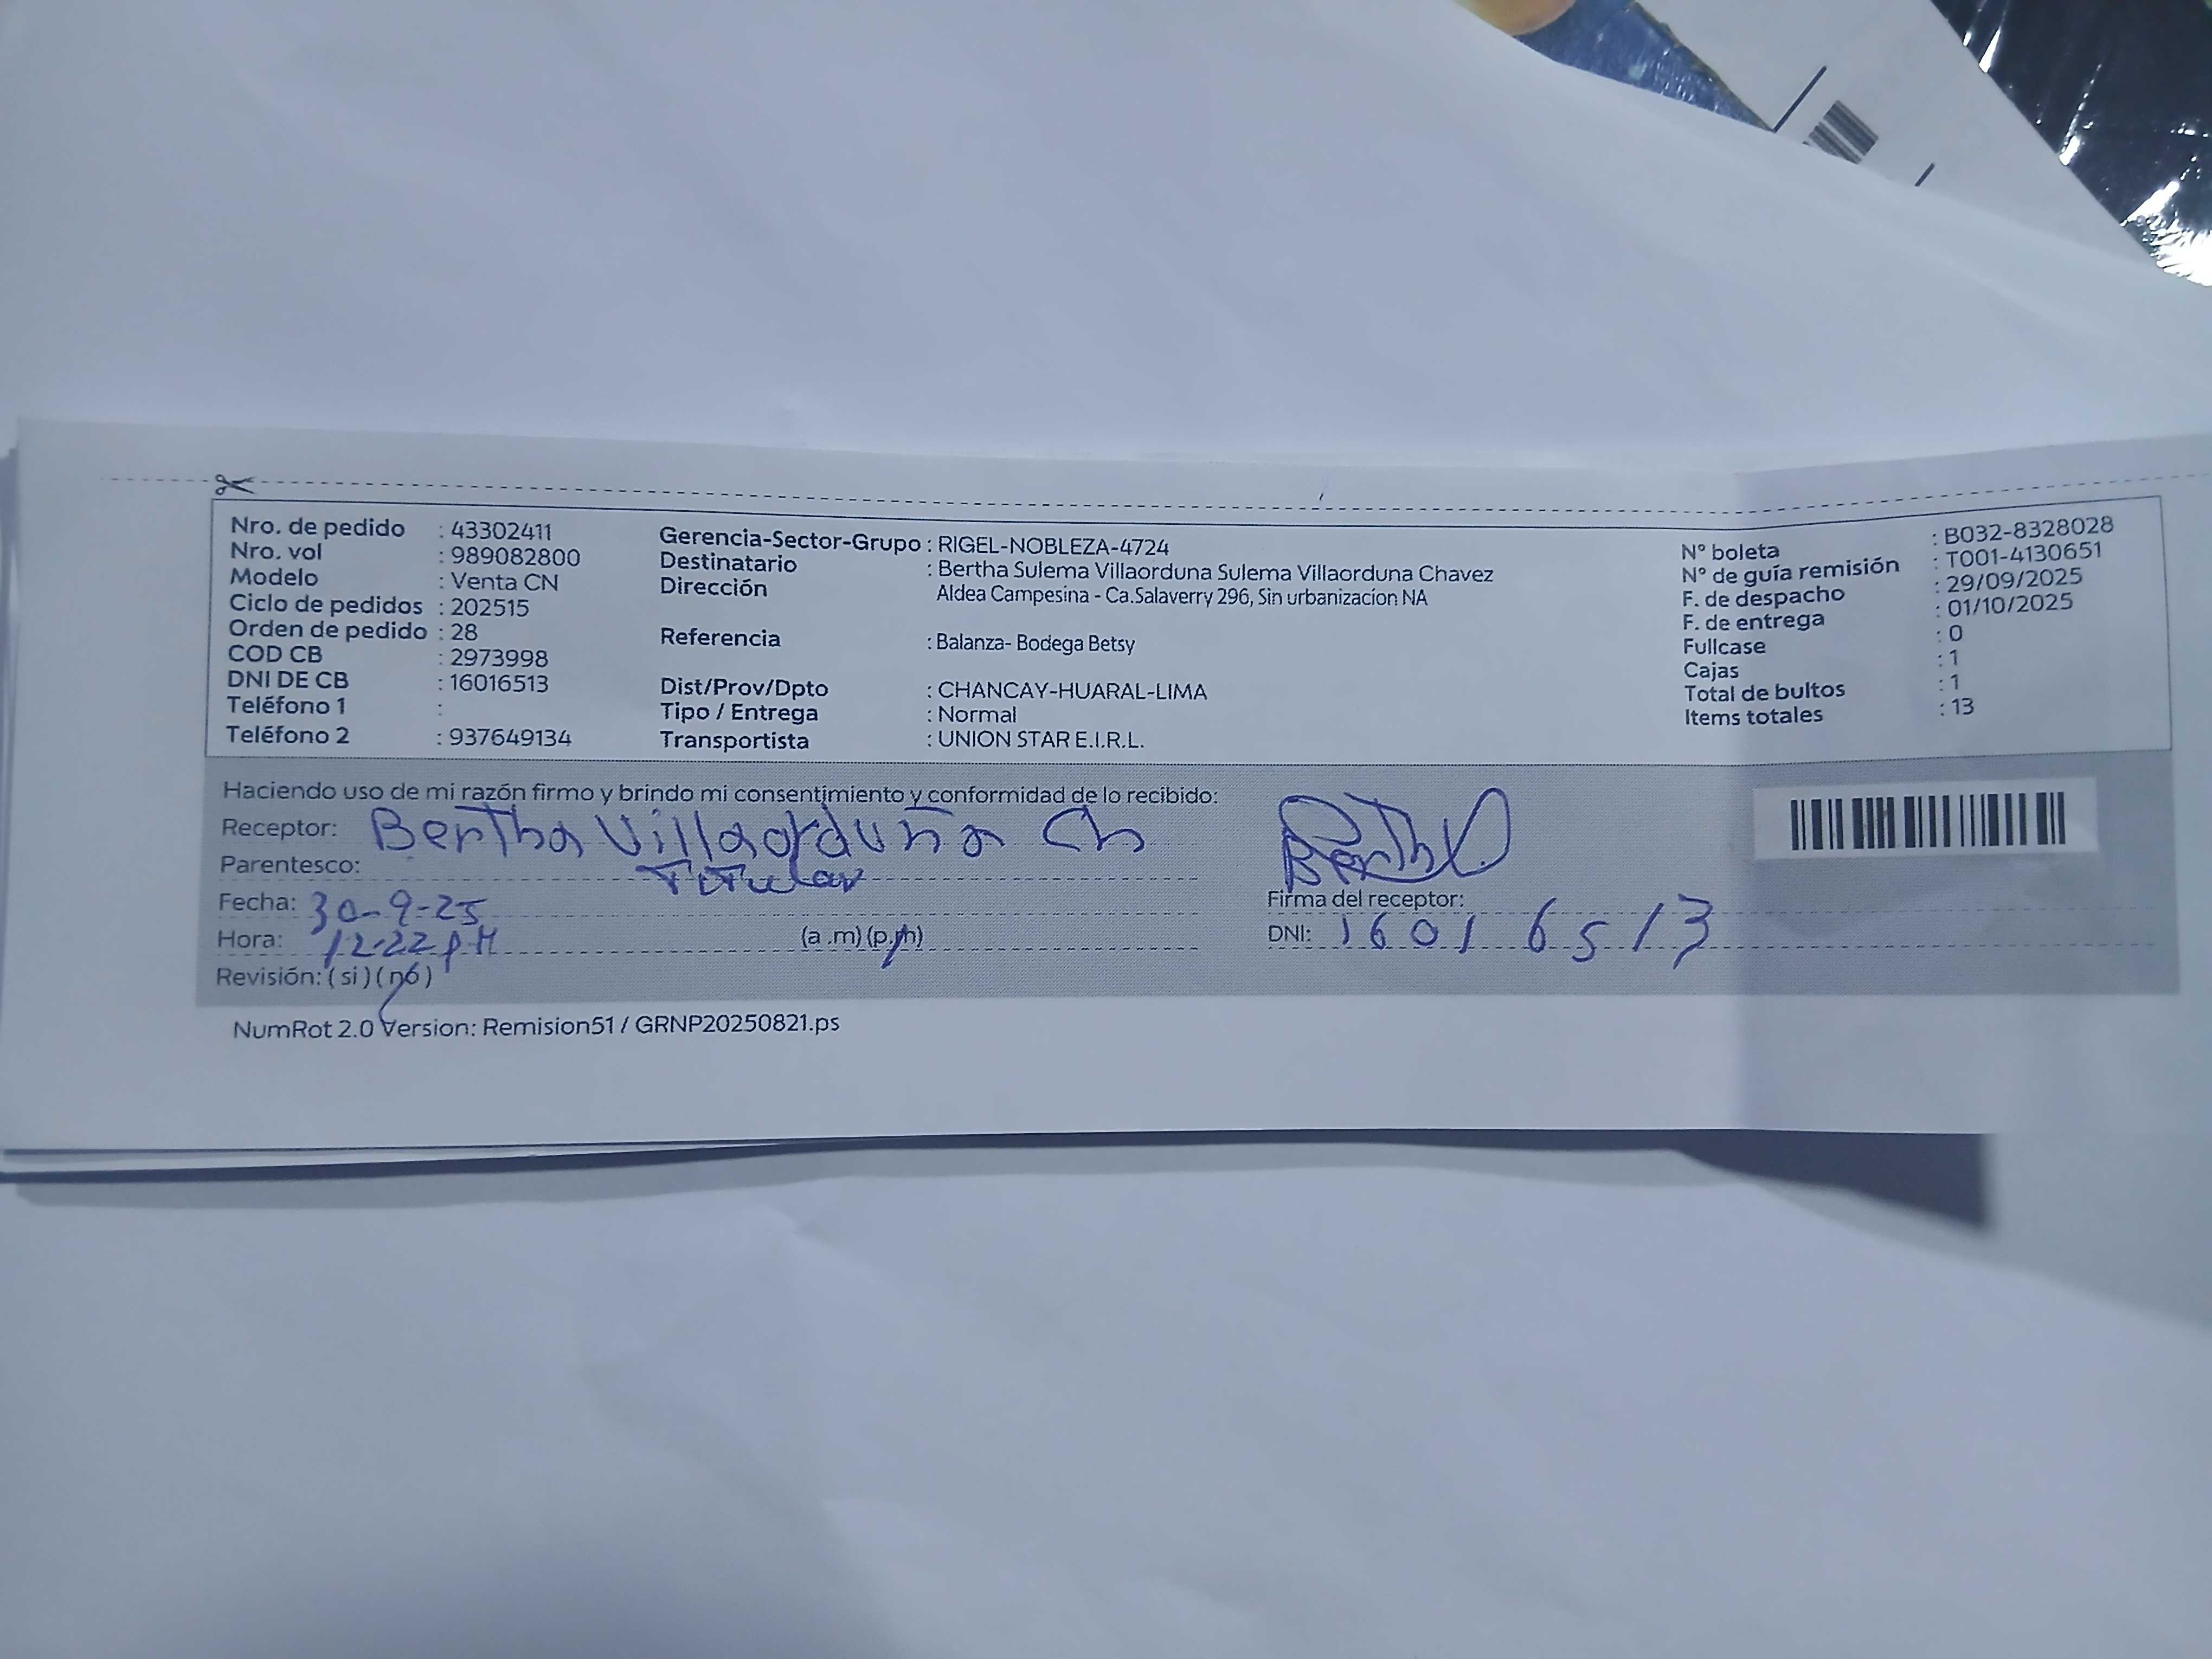 Nro. de pedido : 43302411
Nro. vol : 989082800
Modelo : Venta CN
Ciclo de pedidos : 202515
Orden de pedido : 28
COD CB : 2973998
DNI DE CB : 16016513
Teléfono 1 :
Teléfono 2 : 937649134
Gerencia-Sector-Grupo : RIGEL-NOBLEZA-4724
Destinatario : Bertha Sulema Villaorduna Sulema Villaorduna Chavez
Dirección Aldea Campesina - Ca.Salaverry 296, Sin urbanizacion NA
Referencia : Balanza- Bodega Betsy
Dist/Prov/Dpto : CHANCAY-HUARAL-LIMA
Tipo / Entrega : Normal
Transportista : UNION STAR E.I.R.L.
N° boleta : B032-8328028
N° de guía remisión : T001-4130651
F. de despacho : 29/09/2025
F. de entrega : 01/10/2025
Fullcase : 0
Cajas : 1
Total de bultos : 1
Items totales : 13
Haciendo uso de mi razón firmo y brindo mi consentimiento y conformidad de lo recibido:
Receptor: Bertha Villaorduña Ch
Parentesco: Titular
Fecha: 30-9-25
Hora: 12-22 p.M (a .m) (p.m)
Revisión: ( si ) ( no )
Bertha
Firma del receptor:
DNI: 16016513
NumRot 2.0 Version: Remision51 / GRNP20250821.ps